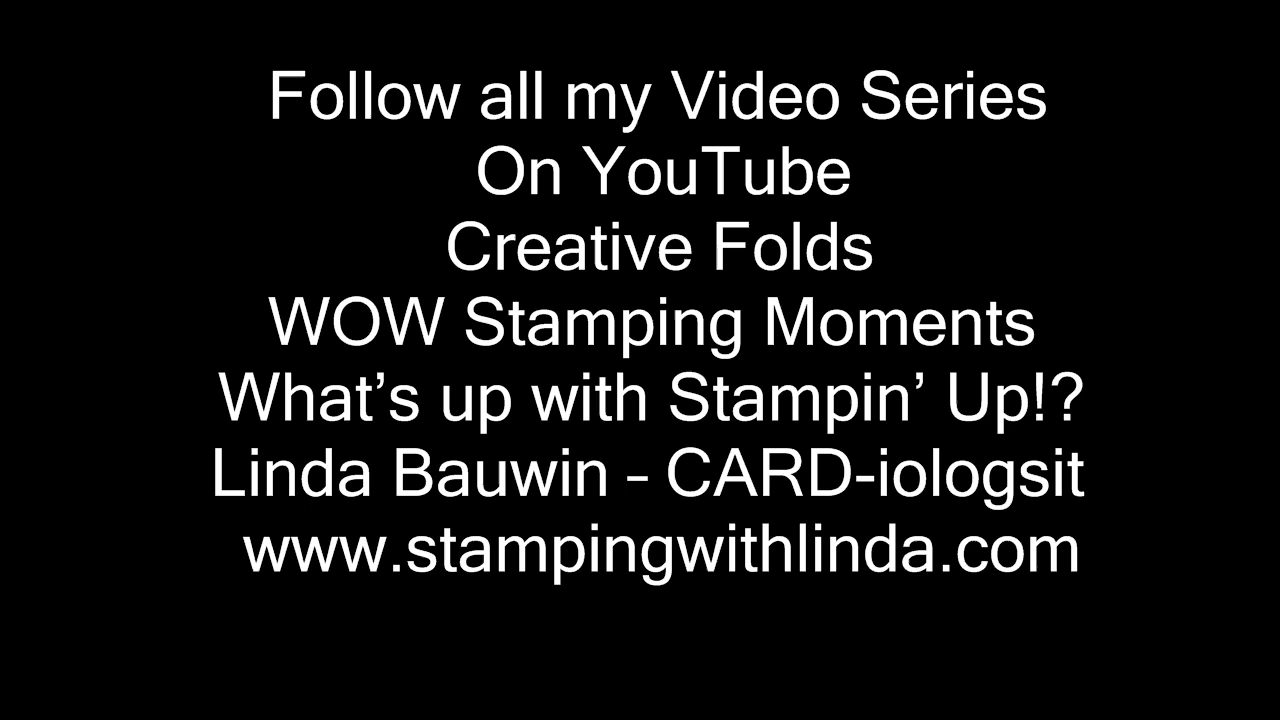 Follow all my Video Series
On YouTube
Creative Folds
WOW Stamping Moments
What’s up with Stampin’ Up!?
Linda Bauwin – CARD-iologsit
www.stampingwithlinda.com